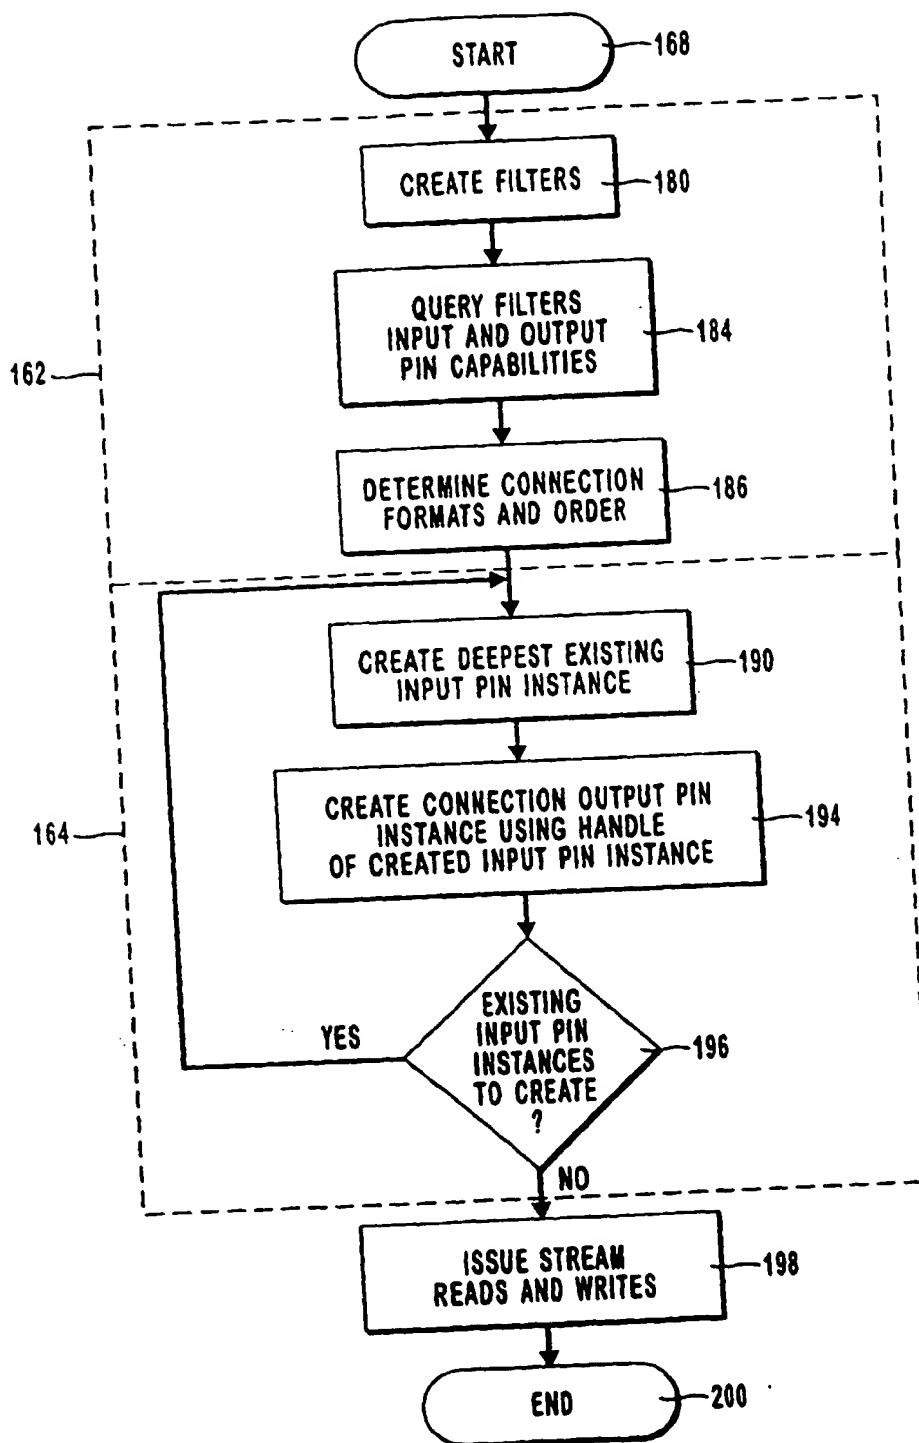 START
168
CREATE FILTERS
180
QUERY FILTERS
INPUT AND OUTPUT
PIN CAPABILITIES
184
162
DETERMINE CONNECTION
FORMATS AND ORDER
186
CREATE DEEPEST EXISTING
INPUT PIN INSTANCE
190
CREATE CONNECTION OUTPUT PIN
INSTANCE USING HANDLE
OF CREATED INPUT PIN INSTANCE
194
164
EXISTING
INPUT PIN
INSTANCES
TO CREATE
?
196
YES
NO
ISSUE STREAM
READS AND WRITES
198
END
200